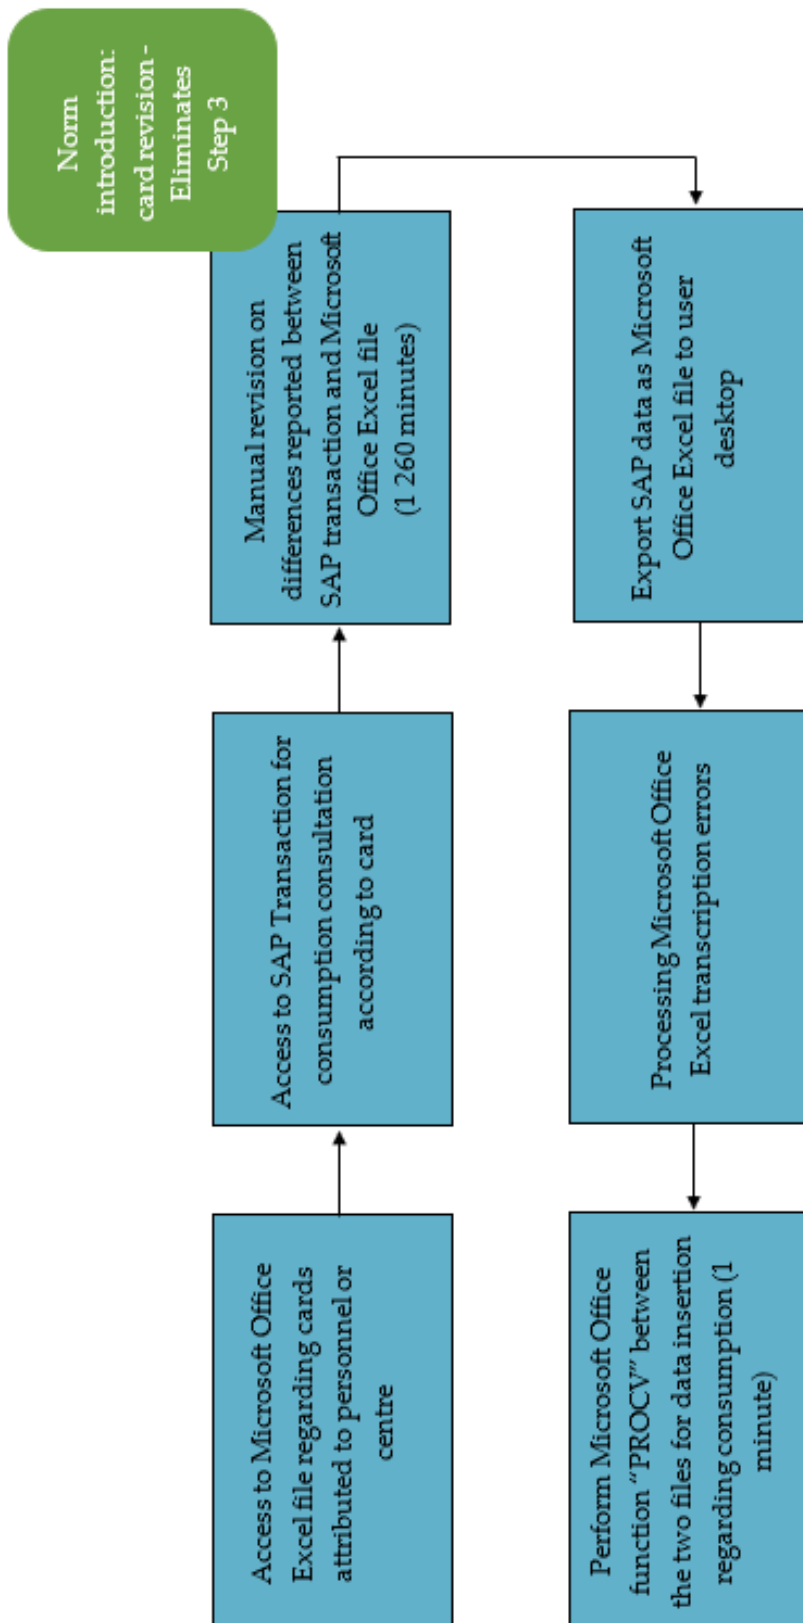 Norm
introduction:
card revision -
Eliminates
Step 3
Access to Microsoft Office
Excel file regarding cards
attributed to personnel or
centre
Access to SAP Transaction for
consumption consultation
according to card
Manual revision on
differences reported between
SAP transaction and Microsoft
Office Excel file
(1 260 minutes)
Export SAP data as Microsoft
Office Excel file to user
desktop
Processing Microsoft Office
Excel transcription errors
Perform Microsoft Office
function “PROCV” between
the two files for data insertion
regarding consumption (1
minute)